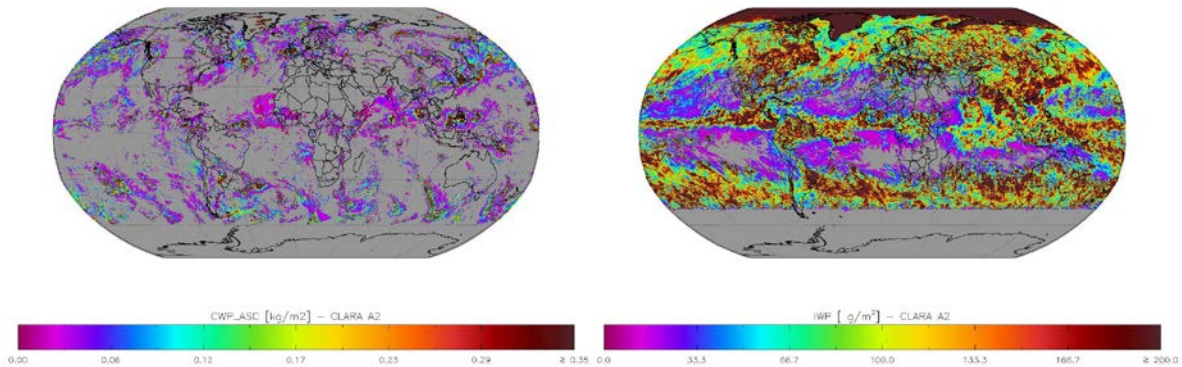 CWP_ASC [kg/m2] – CLARA A2
0.00 0.06 0.12 0.17 0.23 0.29 ≥ 0.35
IWP [ g/m²] – CLARA A2
0.0 33.3 66.7 100.0 133.3 166.7 ≥ 200.0